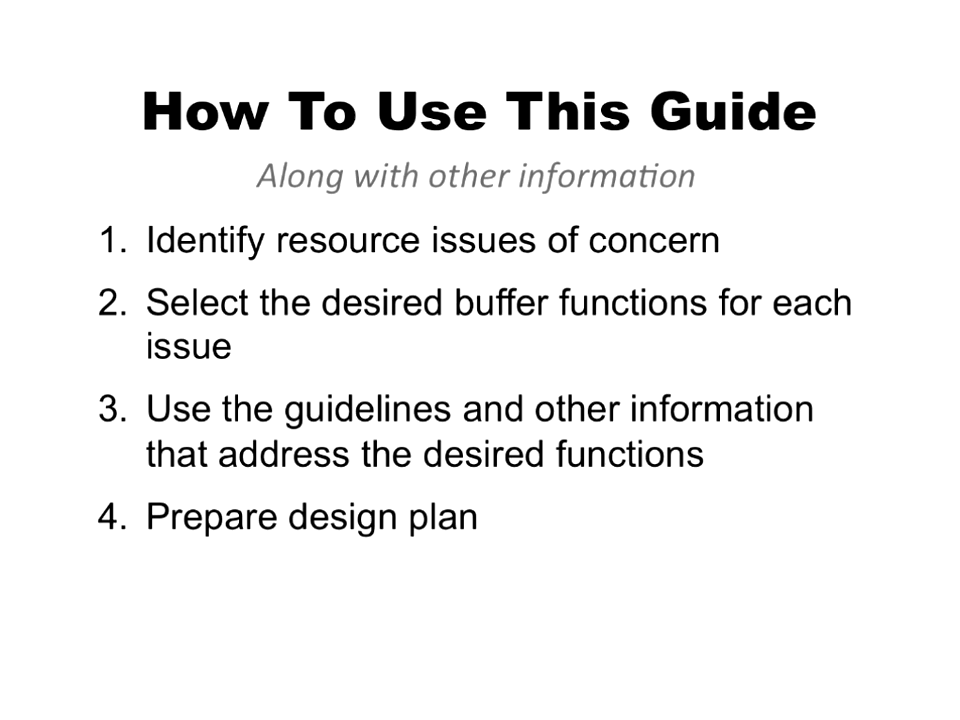 How To Use This Guide
Along with other information
1. Identify resource issues of concern
2. Select the desired buffer functions for each
issue
3. Use the guidelines and other information
that address the desired functions
4. Prepare design plan